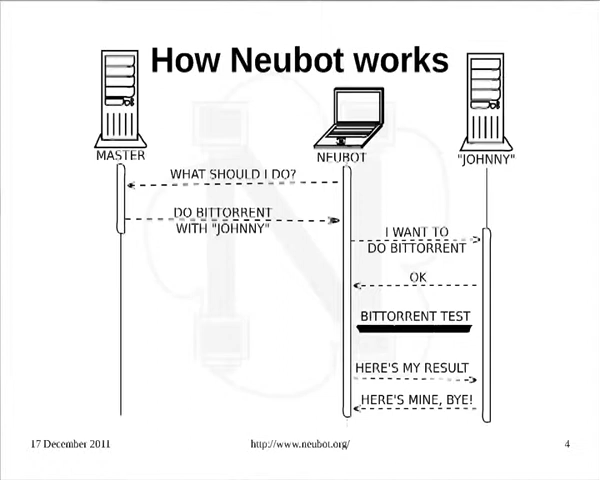 How Neubot works
MASTER
NEUBOT
"JOHNNY"
WHAT SHOULD I DO?
DO BITTORRENT
WITH "JOHNNY"
I WANT TO
DO BITTORRENT
OK
BITTORRENT TEST
HERE'S MY RESULT
HERE'S MINE, BYE!
17 December 2011
http://www.neubot.org/
4